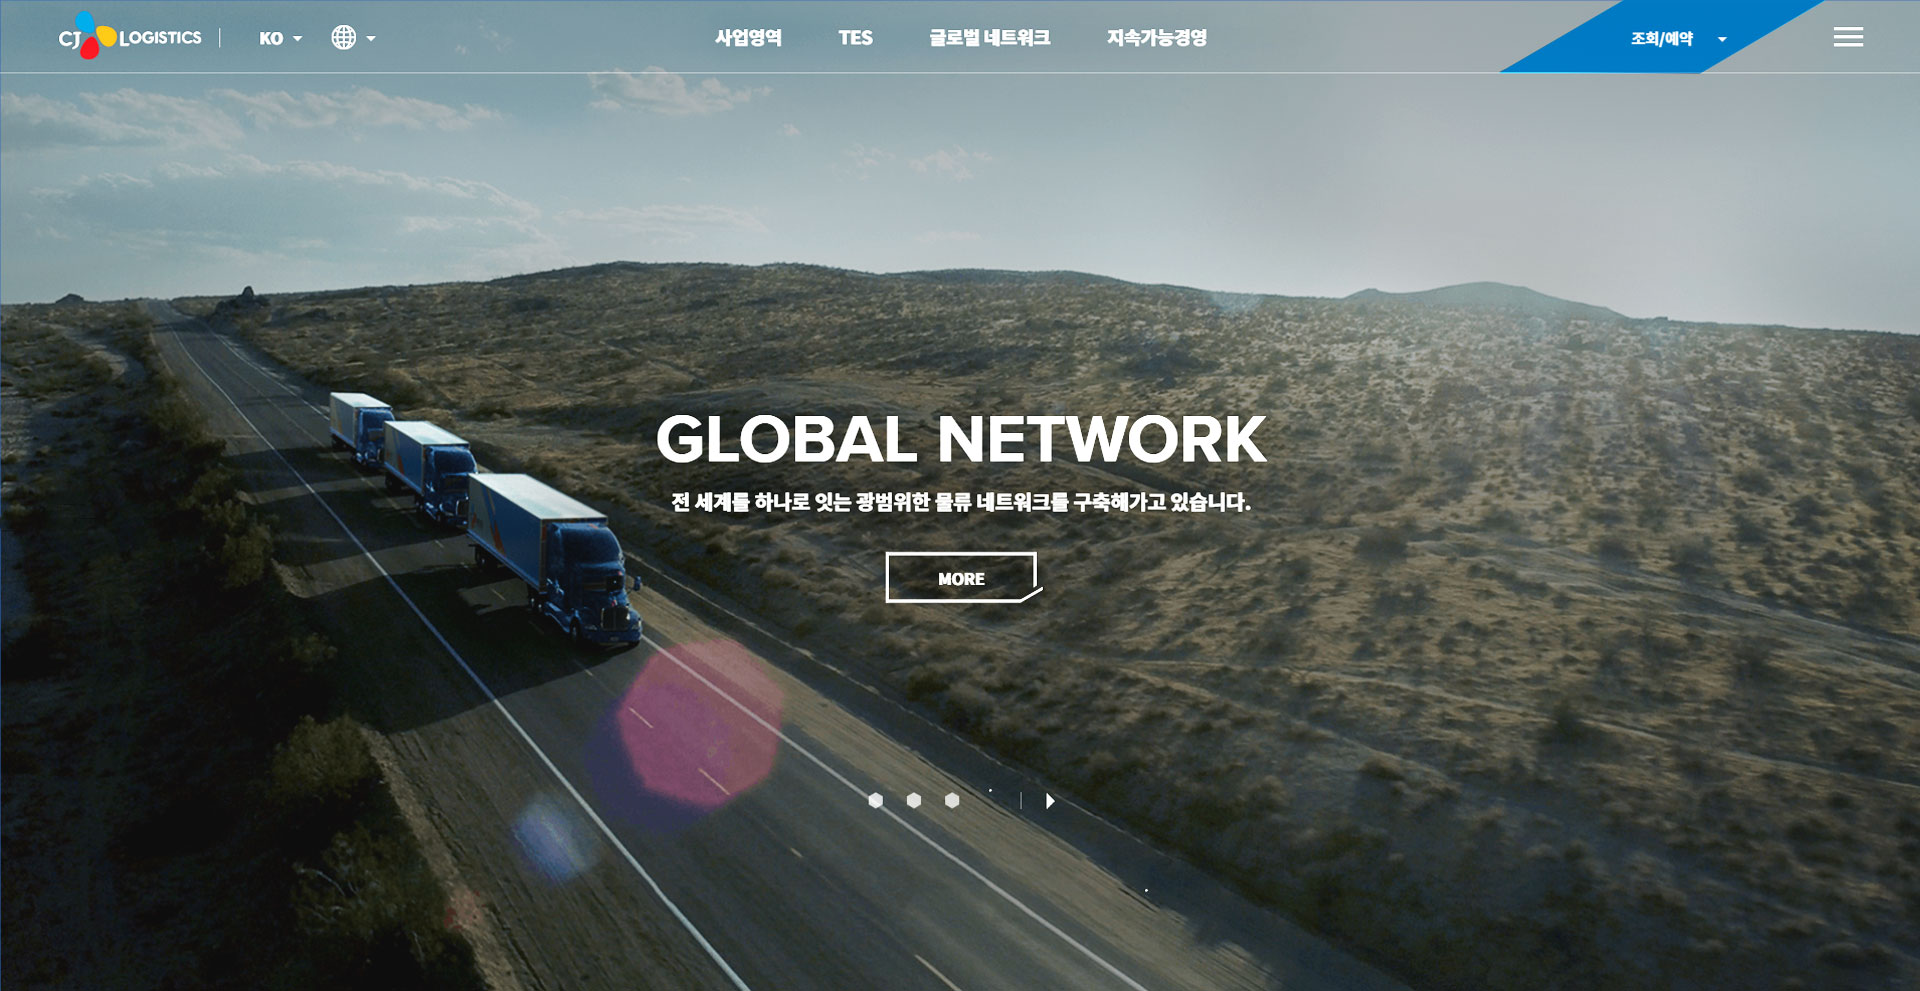 CJ LOGISTICS
KO
사업영역
TES
글로벌 네트워크
지속가능경영
조회/예약
GLOBAL NETWORK
전 세계를 하나로 잇는 광범위한 물류 네트워크를 구축해가고 있습니다.
MORE